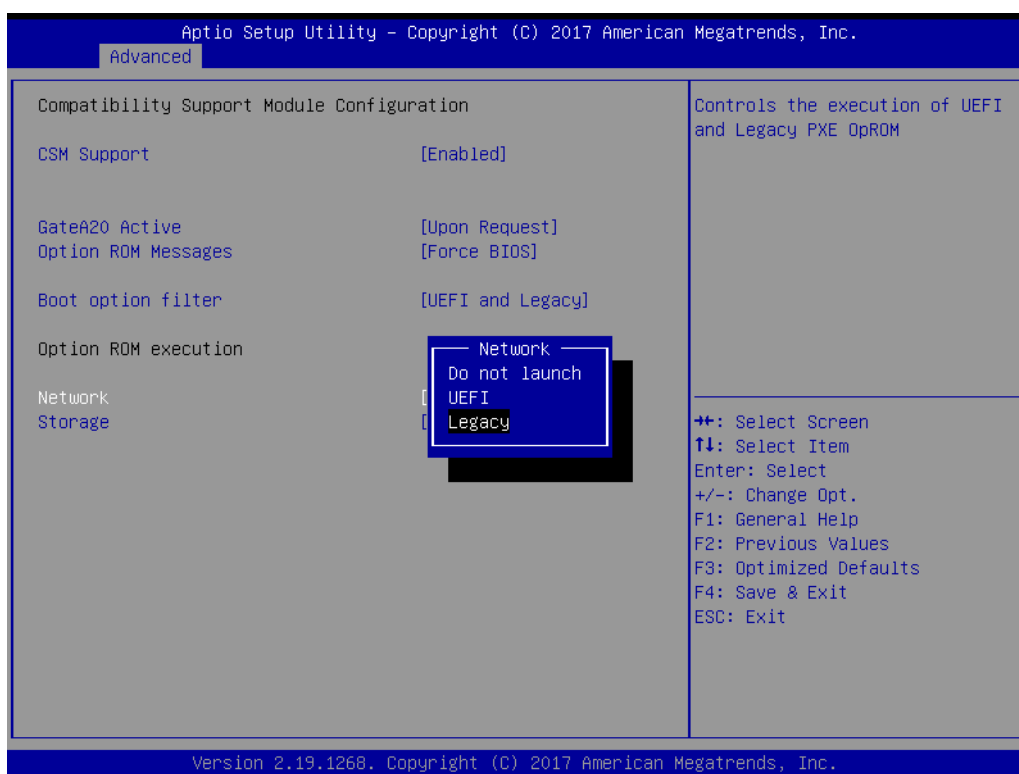 Aptio Setup Utility – Copyright (C) 2017 American Megatrends, Inc.
Advanced
Compatibility Support Module Configuration
CSM Support [Enabled]
GateA20 Active [Upon Request]
Option ROM Messages [Force BIOS]
Boot option filter [UEFI and Legacy]
Option ROM execution
Network [
Storage [
Network
Do not launch
UEFI
Legacy
Controls the execution of UEFI
and Legacy PXE OpROM
→←: Select Screen
↑↓: Select Item
Enter: Select
+/-: Change Opt.
F1: General Help
F2: Previous Values
F3: Optimized Defaults
F4: Save & Exit
ESC: Exit
Version 2.19.1268. Copyright (C) 2017 American Megatrends, Inc.